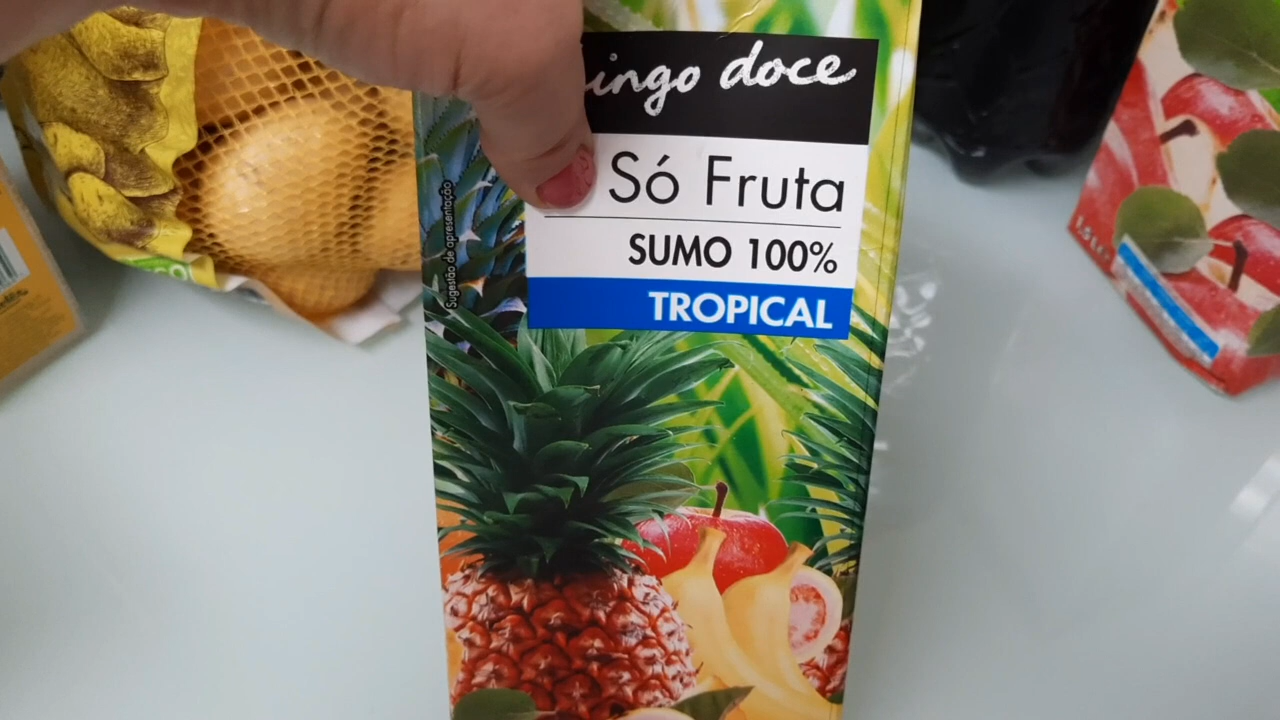 ingo doce
Só Fruta
SUMO 100%
TROPICAL
Sugestão de apresentação